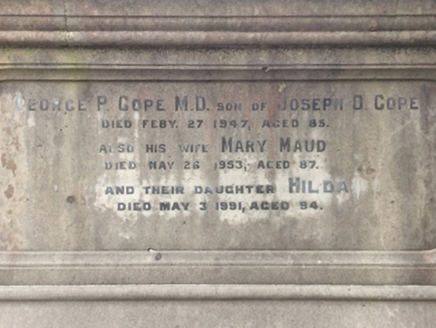 GEORGE P. COPE M.D. SON OF JOSEPH D. COPE
DIED FEBY. 27 1947, AGED 85.
ALSO HIS WIFE MARY MAUD
DIED MAY 26 1953, AGED 87.
AND THEIR DAUGHTER HILDA
DIED MAY 3 1991, AGED 94.